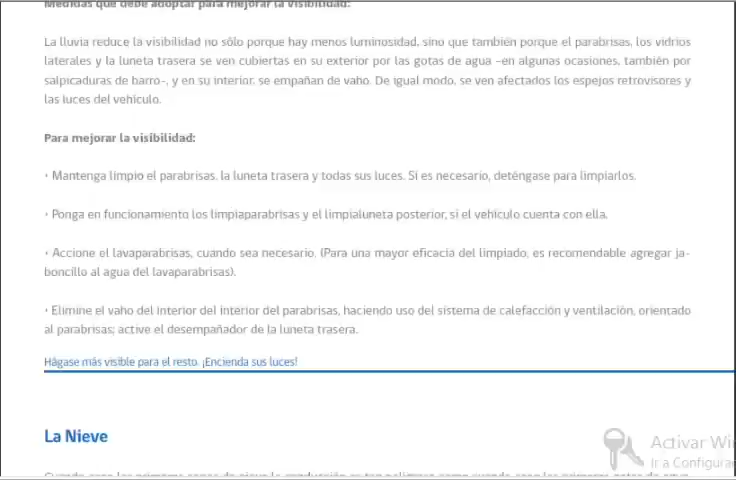 Medidas que debe adoptar para mejorar la visibilidad:
La lluvia reduce la visibilidad no sólo porque hay menos luminosidad, sino que también porque el parabrisas, los vidrios
laterales y la luneta trasera se ven cubiertas en su exterior por las gotas de agua –en algunas ocasiones, también por
salpicaduras de barro–, y en su interior, se empañan de vaho. De igual modo, se ven afectados los espejos retrovisores y
las luces del vehículo.
Para mejorar la visibilidad:
• Mantenga limpio el parabrisas, la luneta trasera y todas sus luces. Si es necesario, deténgase para limpiarlos.
• Ponga en funcionamiento los limpiaparabrisas y el limpialuneta posterior, si el vehículo cuenta con ella.
• Accione el lavaparabrisas, cuando sea necesario. (Para una mayor eficacia del limpiado, es recomendable agregar ja-
boncillo al agua del lavaparabrisas).
• Elimine el vaho del interior del interior del parabrisas, haciendo uso del sistema de calefacción y ventilación, orientado
al parabrisas; active el desempañador de la luneta trasera.
Hágase más visible para el resto. ¡Encienda sus luces!
La Nieve
Activar Wi
Ir a Configura